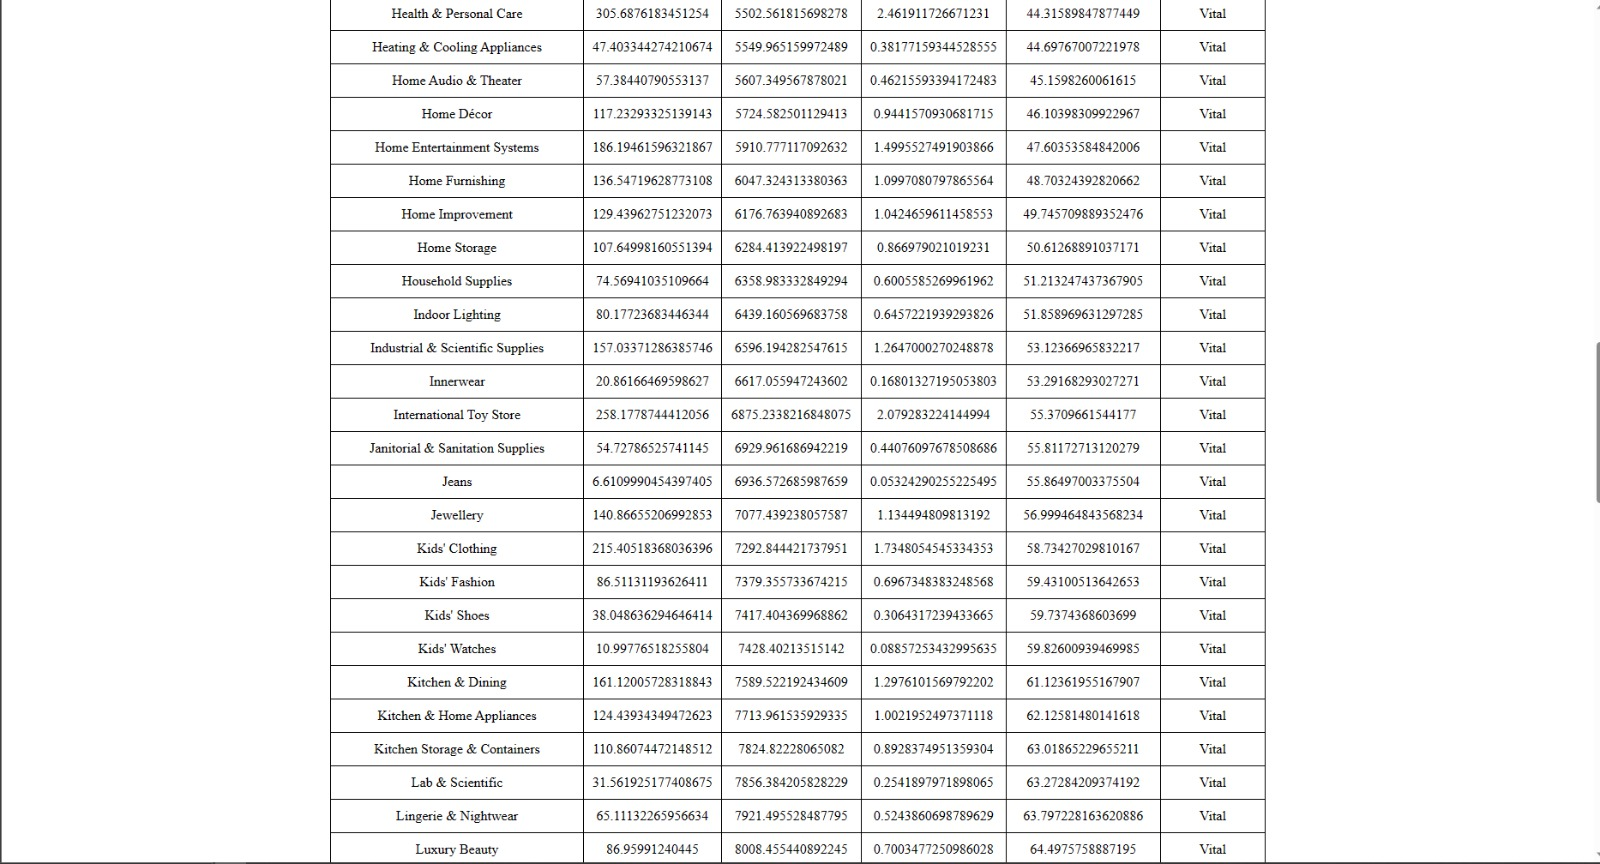 Health & Personal Care 305.6876183451254 5502.561815698278 2.461911726671231 44.31589847877449 Vital
Heating & Cooling Appliances 47.403344274210674 5549.965159972489 0.38177159344528555 44.69767007221978 Vital
Home Audio & Theater 57.38440790553137 5607.349567878021 0.46215593394172483 45.1598260061615 Vital
Home Décor 117.23293325139143 5724.582501129413 0.9441570930681715 46.10398309922967 Vital
Home Entertainment Systems 186.19461596321867 5910.777117092632 1.4995527491903866 47.60353584842006 Vital
Home Furnishing 136.54719628773108 6047.324313380363 1.0997080797865564 48.70324392820662 Vital
Home Improvement 129.43962751232073 6176.763940892683 1.0424659611458553 49.745709889352476 Vital
Home Storage 107.64998160551394 6284.413922498197 0.866979021019231 50.61268891037171 Vital
Household Supplies 74.56941035109664 6358.983332849294 0.6005585269961962 51.213247437367905 Vital
Indoor Lighting 80.17723683446344 6439.160569683758 0.6457221939293826 51.858969631297285 Vital
Industrial & Scientific Supplies 157.03371286385746 6596.194282547615 1.2647000270248878 53.12366965832217 Vital
Innerwear 20.86166469598627 6617.055947243602 0.16801327195053803 53.29168293027271 Vital
International Toy Store 258.1778744412056 6875.2338216848075 2.079283224144994 55.3709661544177 Vital
Janitorial & Sanitation Supplies 54.72786525741145 6929.961686942219 0.44076097678508686 55.81172713120279 Vital
Jeans 6.6109990454397405 6936.572685987659 0.05324290255225495 55.86497003375504 Vital
Jewellery 140.86655206992853 7077.439238057587 1.134494809813192 56.999464843568234 Vital
Kids' Clothing 215.40518368036396 7292.844421737951 1.7348054545334353 58.73427029810167 Vital
Kids' Fashion 86.51131193626411 7379.355733674215 0.6967348383248568 59.43100513642653 Vital
Kids' Shoes 38.048636294646414 7417.404369968862 0.3064317239433665 59.7374368603699 Vital
Kids' Watches 10.99776518255804 7428.40213515142 0.08857253432995635 59.82600939469985 Vital
Kitchen & Dining 161.12005728318843 7589.522192434609 1.2976101569792202 61.12361955167907 Vital
Kitchen & Home Appliances 124.43934349472623 7713.961535929335 1.0021952497371118 62.12581480141618 Vital
Kitchen Storage & Containers 110.86074472148512 7824.82228065082 0.8928374951359304 63.01865229655211 Vital
Lab & Scientific 31.561925177408675 7856.384205828229 0.2541897971898065 63.27284209374192 Vital
Lingerie & Nightwear 65.11132265956634 7921.495528487795 0.5243860698789629 63.797228163620886 Vital
Luxury Beauty 86.95991240445 8008.455440892245 0.7003477250986028 64.4975758887195 Vital